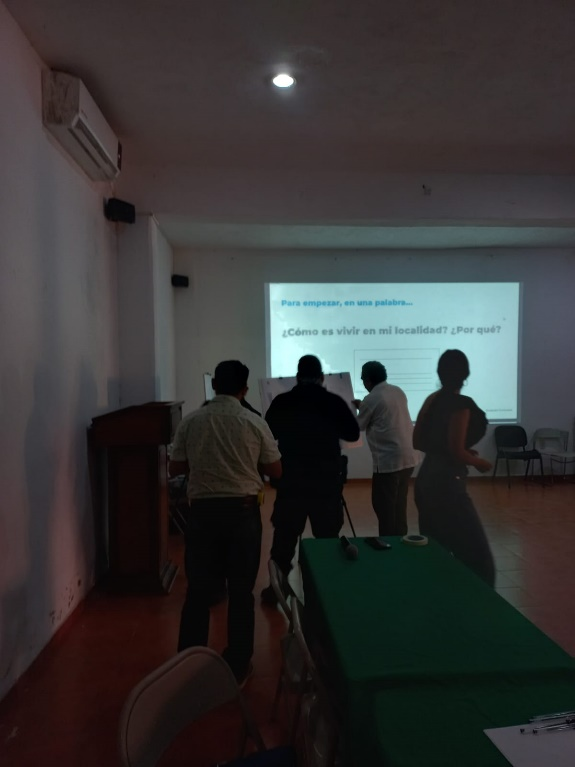 Para empezar, en una palabra...
¿Cómo es vivir en mi localidad? ¿Por qué?